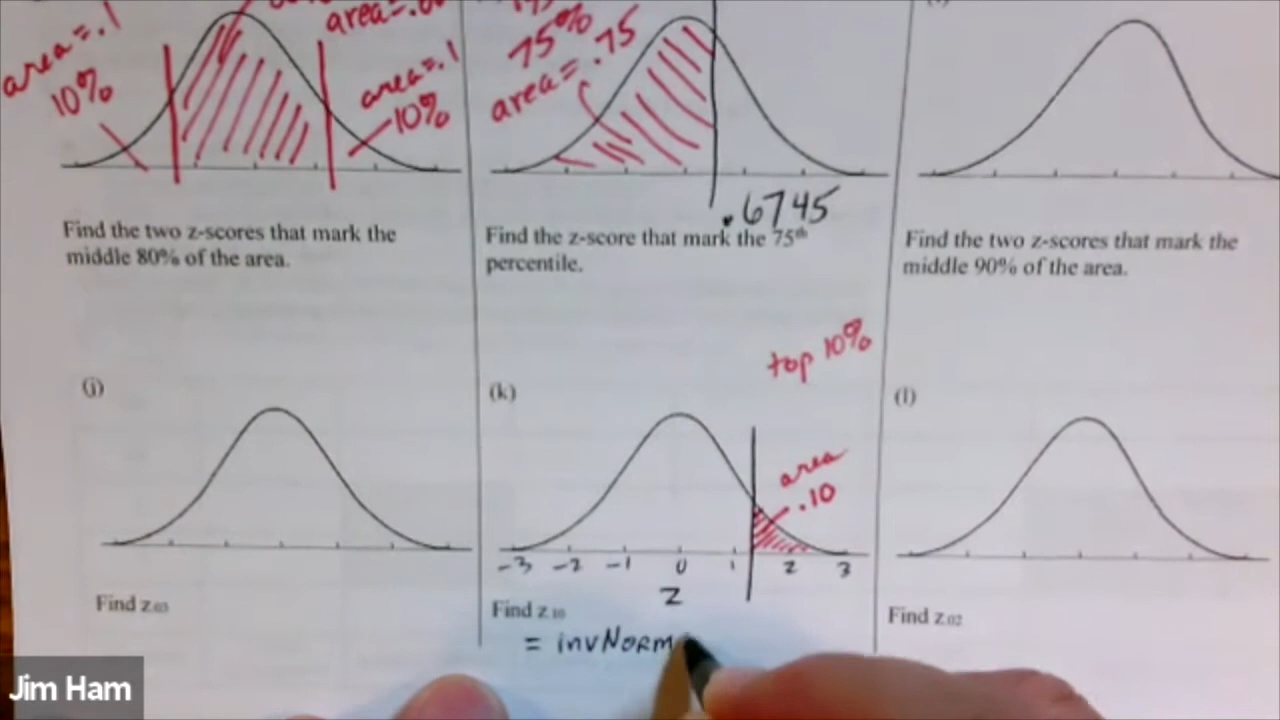 area = .1
10%
area = .1
10%
75%
area = .75
.6745
Find the two z-scores that mark the
middle 80% of the area.
Find the z-score that mark the 75th
percentile.
Find the two z-scores that mark the
middle 90% of the area.
top 10%
(j)
(k)
(l)
area
.10
-3 -2 -1 0 1 2 3
Z
Find z.03
Find z.10
Find z.02
= invNorm
Jim Ham